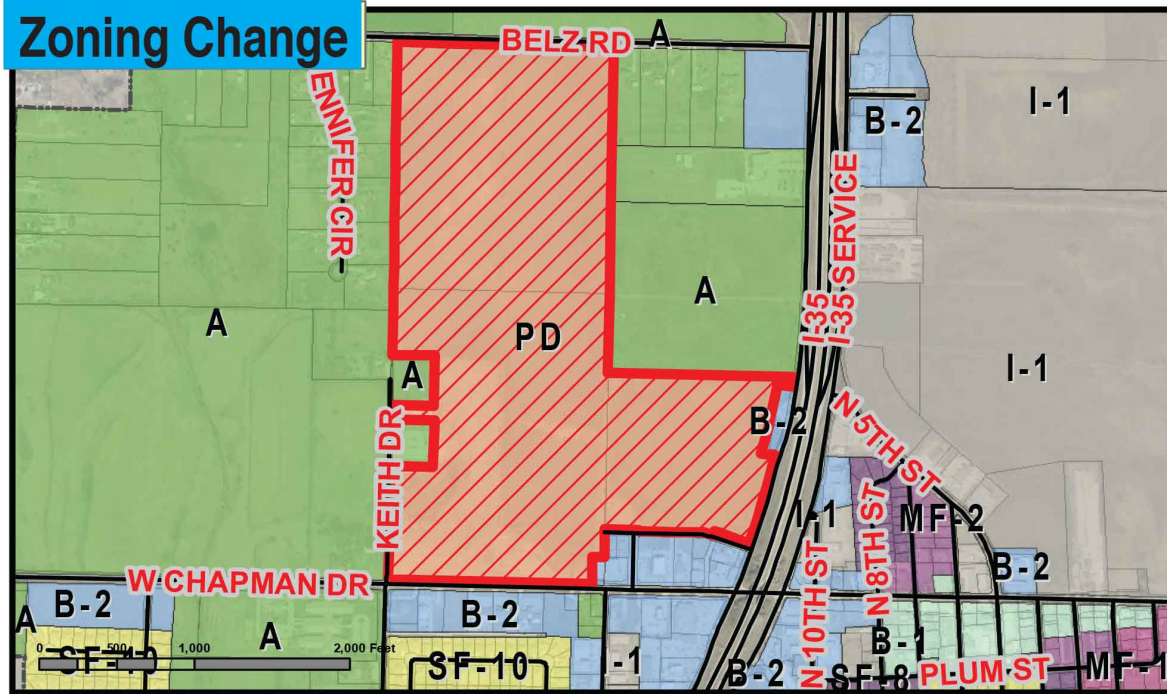 Zoning Change
BELZ RD
A
ENNIFER CIR
B-2
I-1
I-35
I-35 SERVICE
A
A
PD
A
I-1
KEITH DR
B-2
N 5TH ST
I-1
N 8TH ST
MF-2
N 10TH ST
B-2
W CHAPMAN DR
B-2
A
A
B-2
I-1
B-2
B-1
SF-10
SF-10
SF-8
PLUM ST
MF-1
0 500 1,000 2,000 Feet